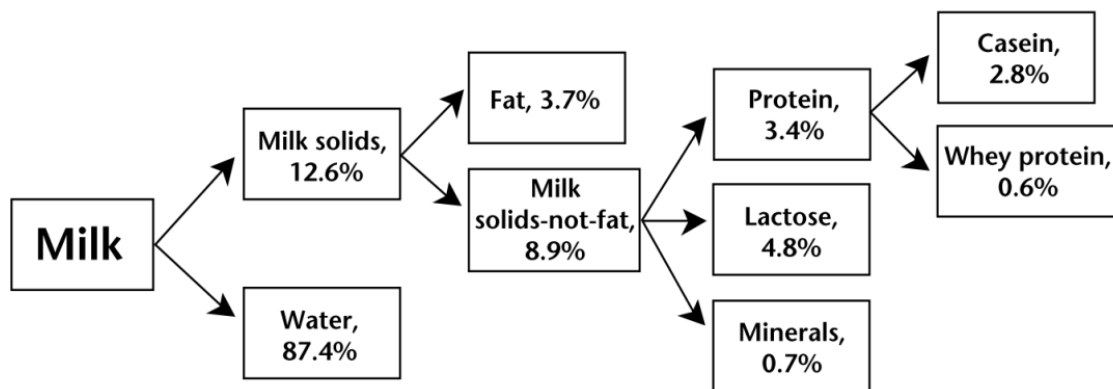 Milk
Milk solids,
12.6%
Water,
87.4%
Fat, 3.7%
Milk
solids-not-fat,
8.9%
Protein,
3.4%
Lactose,
4.8%
Minerals,
0.7%
Casein,
2.8%
Whey protein,
0.6%